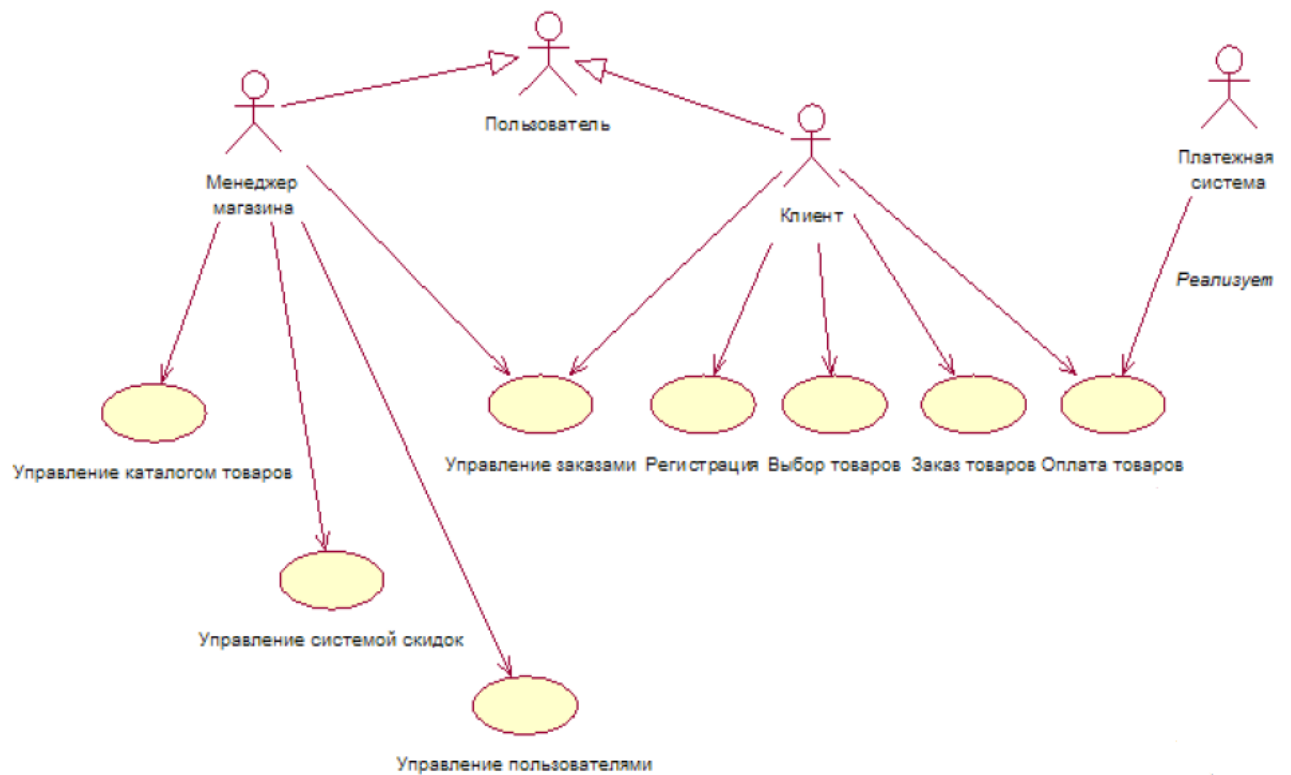 Пользователь
Менеджер
магазина
Клиент
Платежная
система
Реализует
Управление каталогом товаров
Управление заказами
Регистрация
Выбор товаров
Заказ товаров
Оплата товаров
Управление системой скидок
Управление пользователями